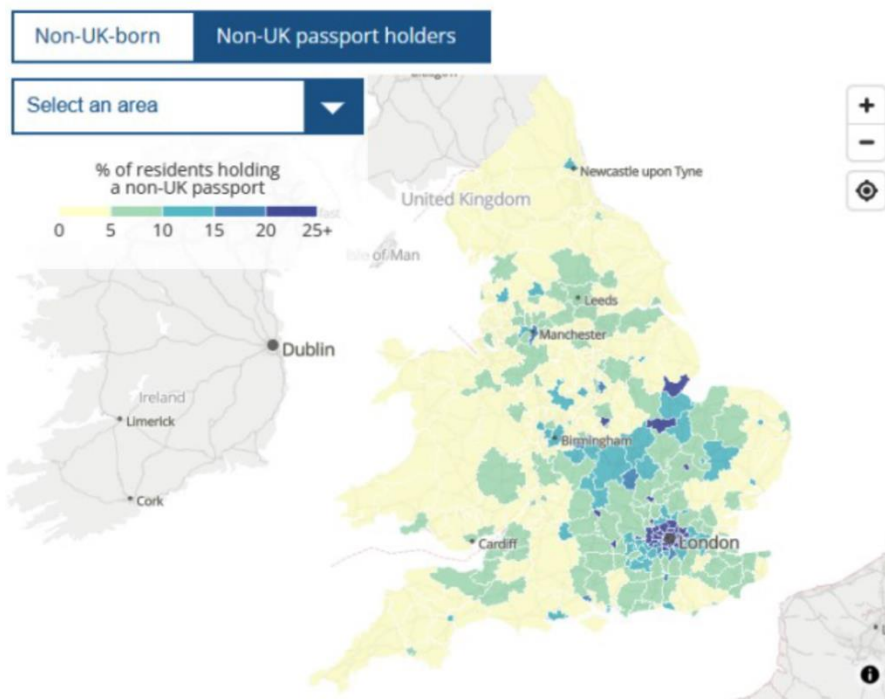 Non-UK-born
Non-UK passport holders
Select an area
% of residents holding
a non-UK passport
0 5 10 15 20 25+
Newcastle upon Tyne
United Kingdom
Isle of Man
Leeds
Manchester
Dublin
Ireland
Limerick
Birmingham
Cork
Cardiff
London